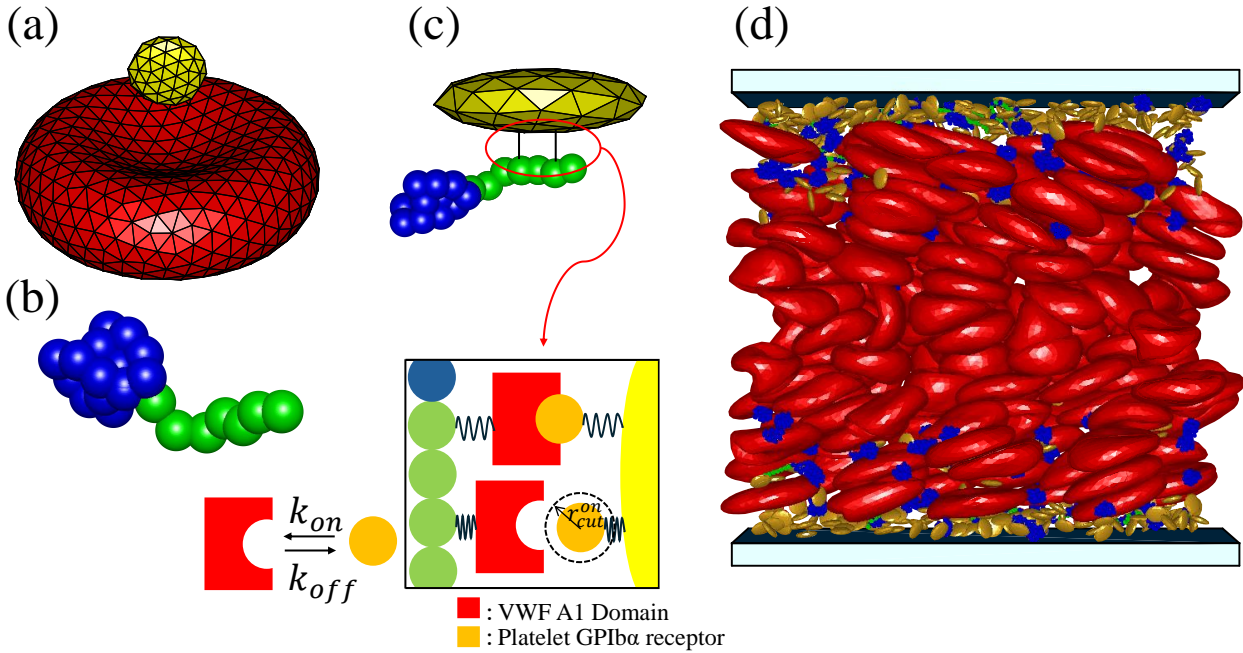 (a)
(b)
(c)
(d)
k_on
k_off
r_cut^on
: VWF A1 Domain
: Platelet GPIbα receptor